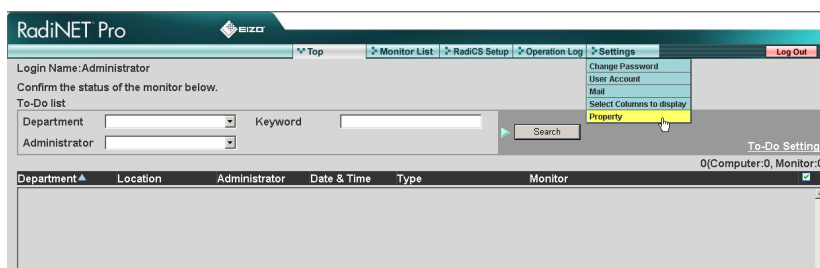 RadiNET Pro EIZO
Top Monitor List RadiCS Setup Operation Log Settings Log Out
Login Name:Administrator Change Password
User Account
Confirm the status of the monitor below. Mail
To-Do list Select Columns to display
Department Keyword Property
Search
Administrator To-Do Setting
0(Computer:0, Monitor:0
Department Location Administrator Date & Time Type Monitor